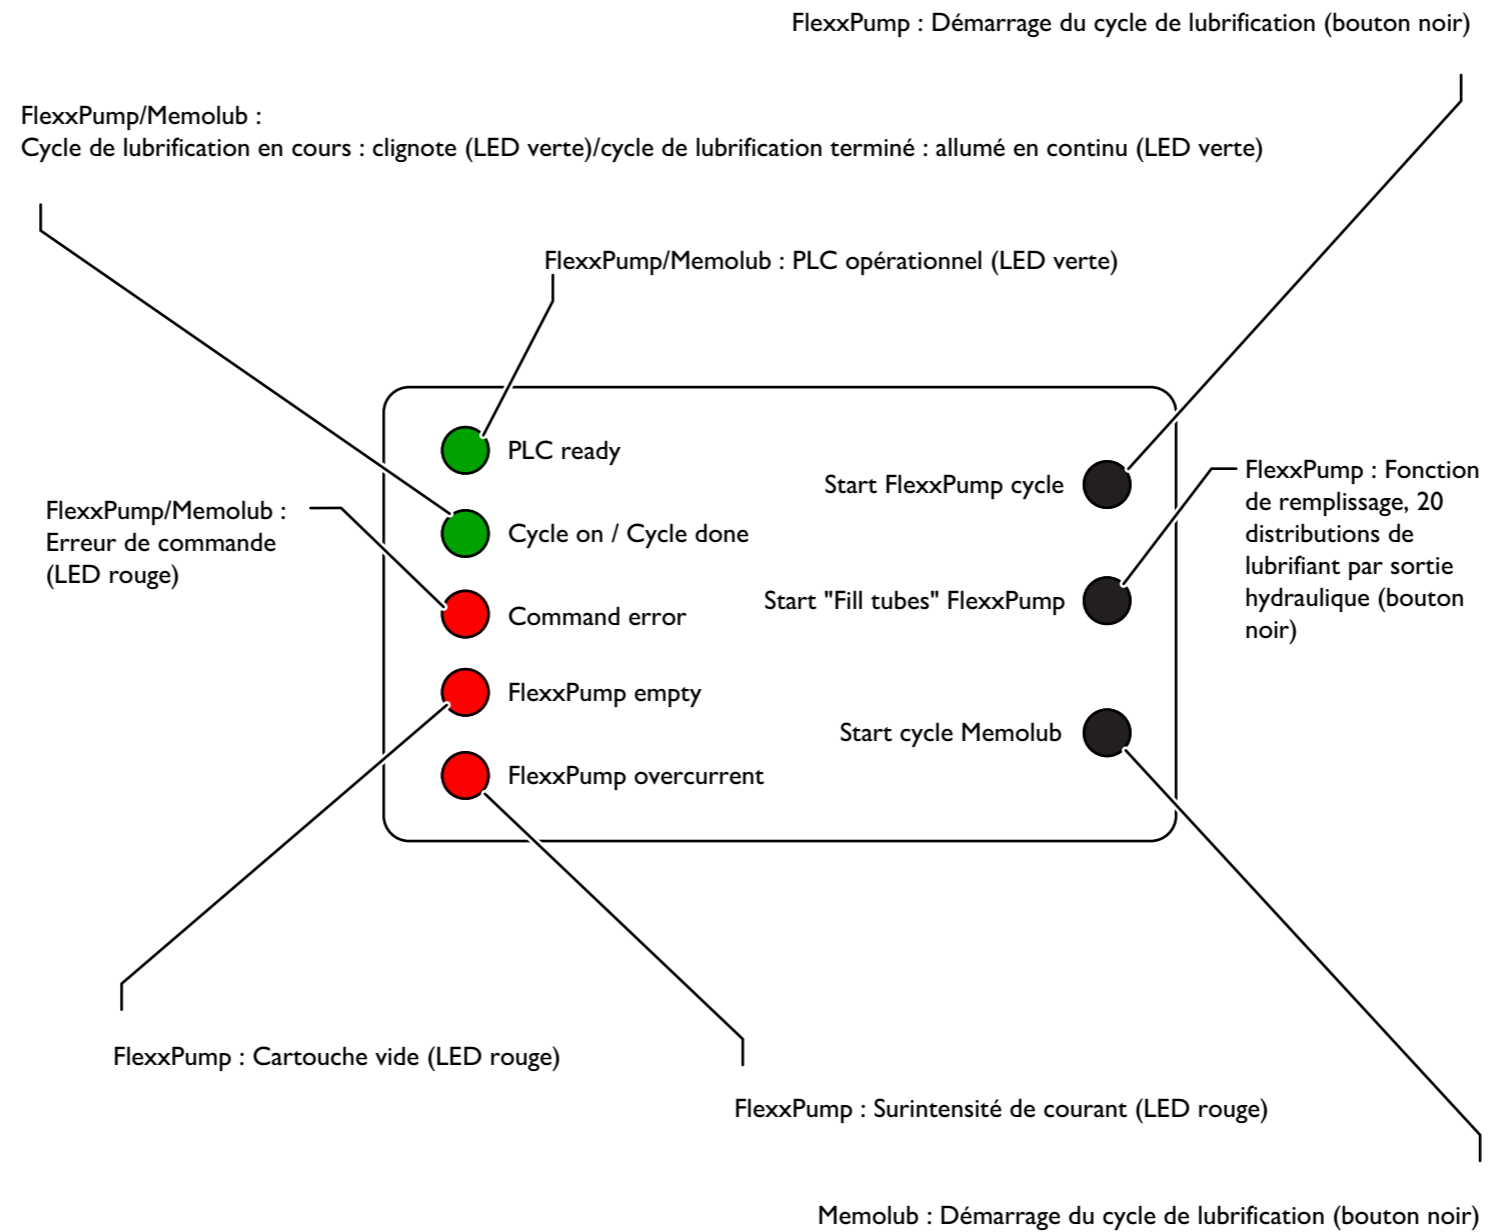 FlexxPump : Démarrage du cycle de lubrification (bouton noir)
FlexxPump/Memolub :
Cycle de lubrification en cours : clignote (LED verte)/cycle de lubrification terminé : allumé en continu (LED verte)
FlexxPump/Memolub : PLC opérationnel (LED verte)
PLC ready
Cycle on / Cycle done
Command error
FlexxPump empty
FlexxPump overcurrent
Start FlexxPump cycle
Start "Fill tubes" FlexxPump
Start cycle Memolub
FlexxPump/Memolub :
Erreur de commande
(LED rouge)
FlexxPump : Fonction
de remplissage, 20
distributions de
lubrifiant par sortie
hydraulique (bouton
noir)
FlexxPump : Cartouche vide (LED rouge)
FlexxPump : Surintensité de courant (LED rouge)
Memolub : Démarrage du cycle de lubrification (bouton noir)